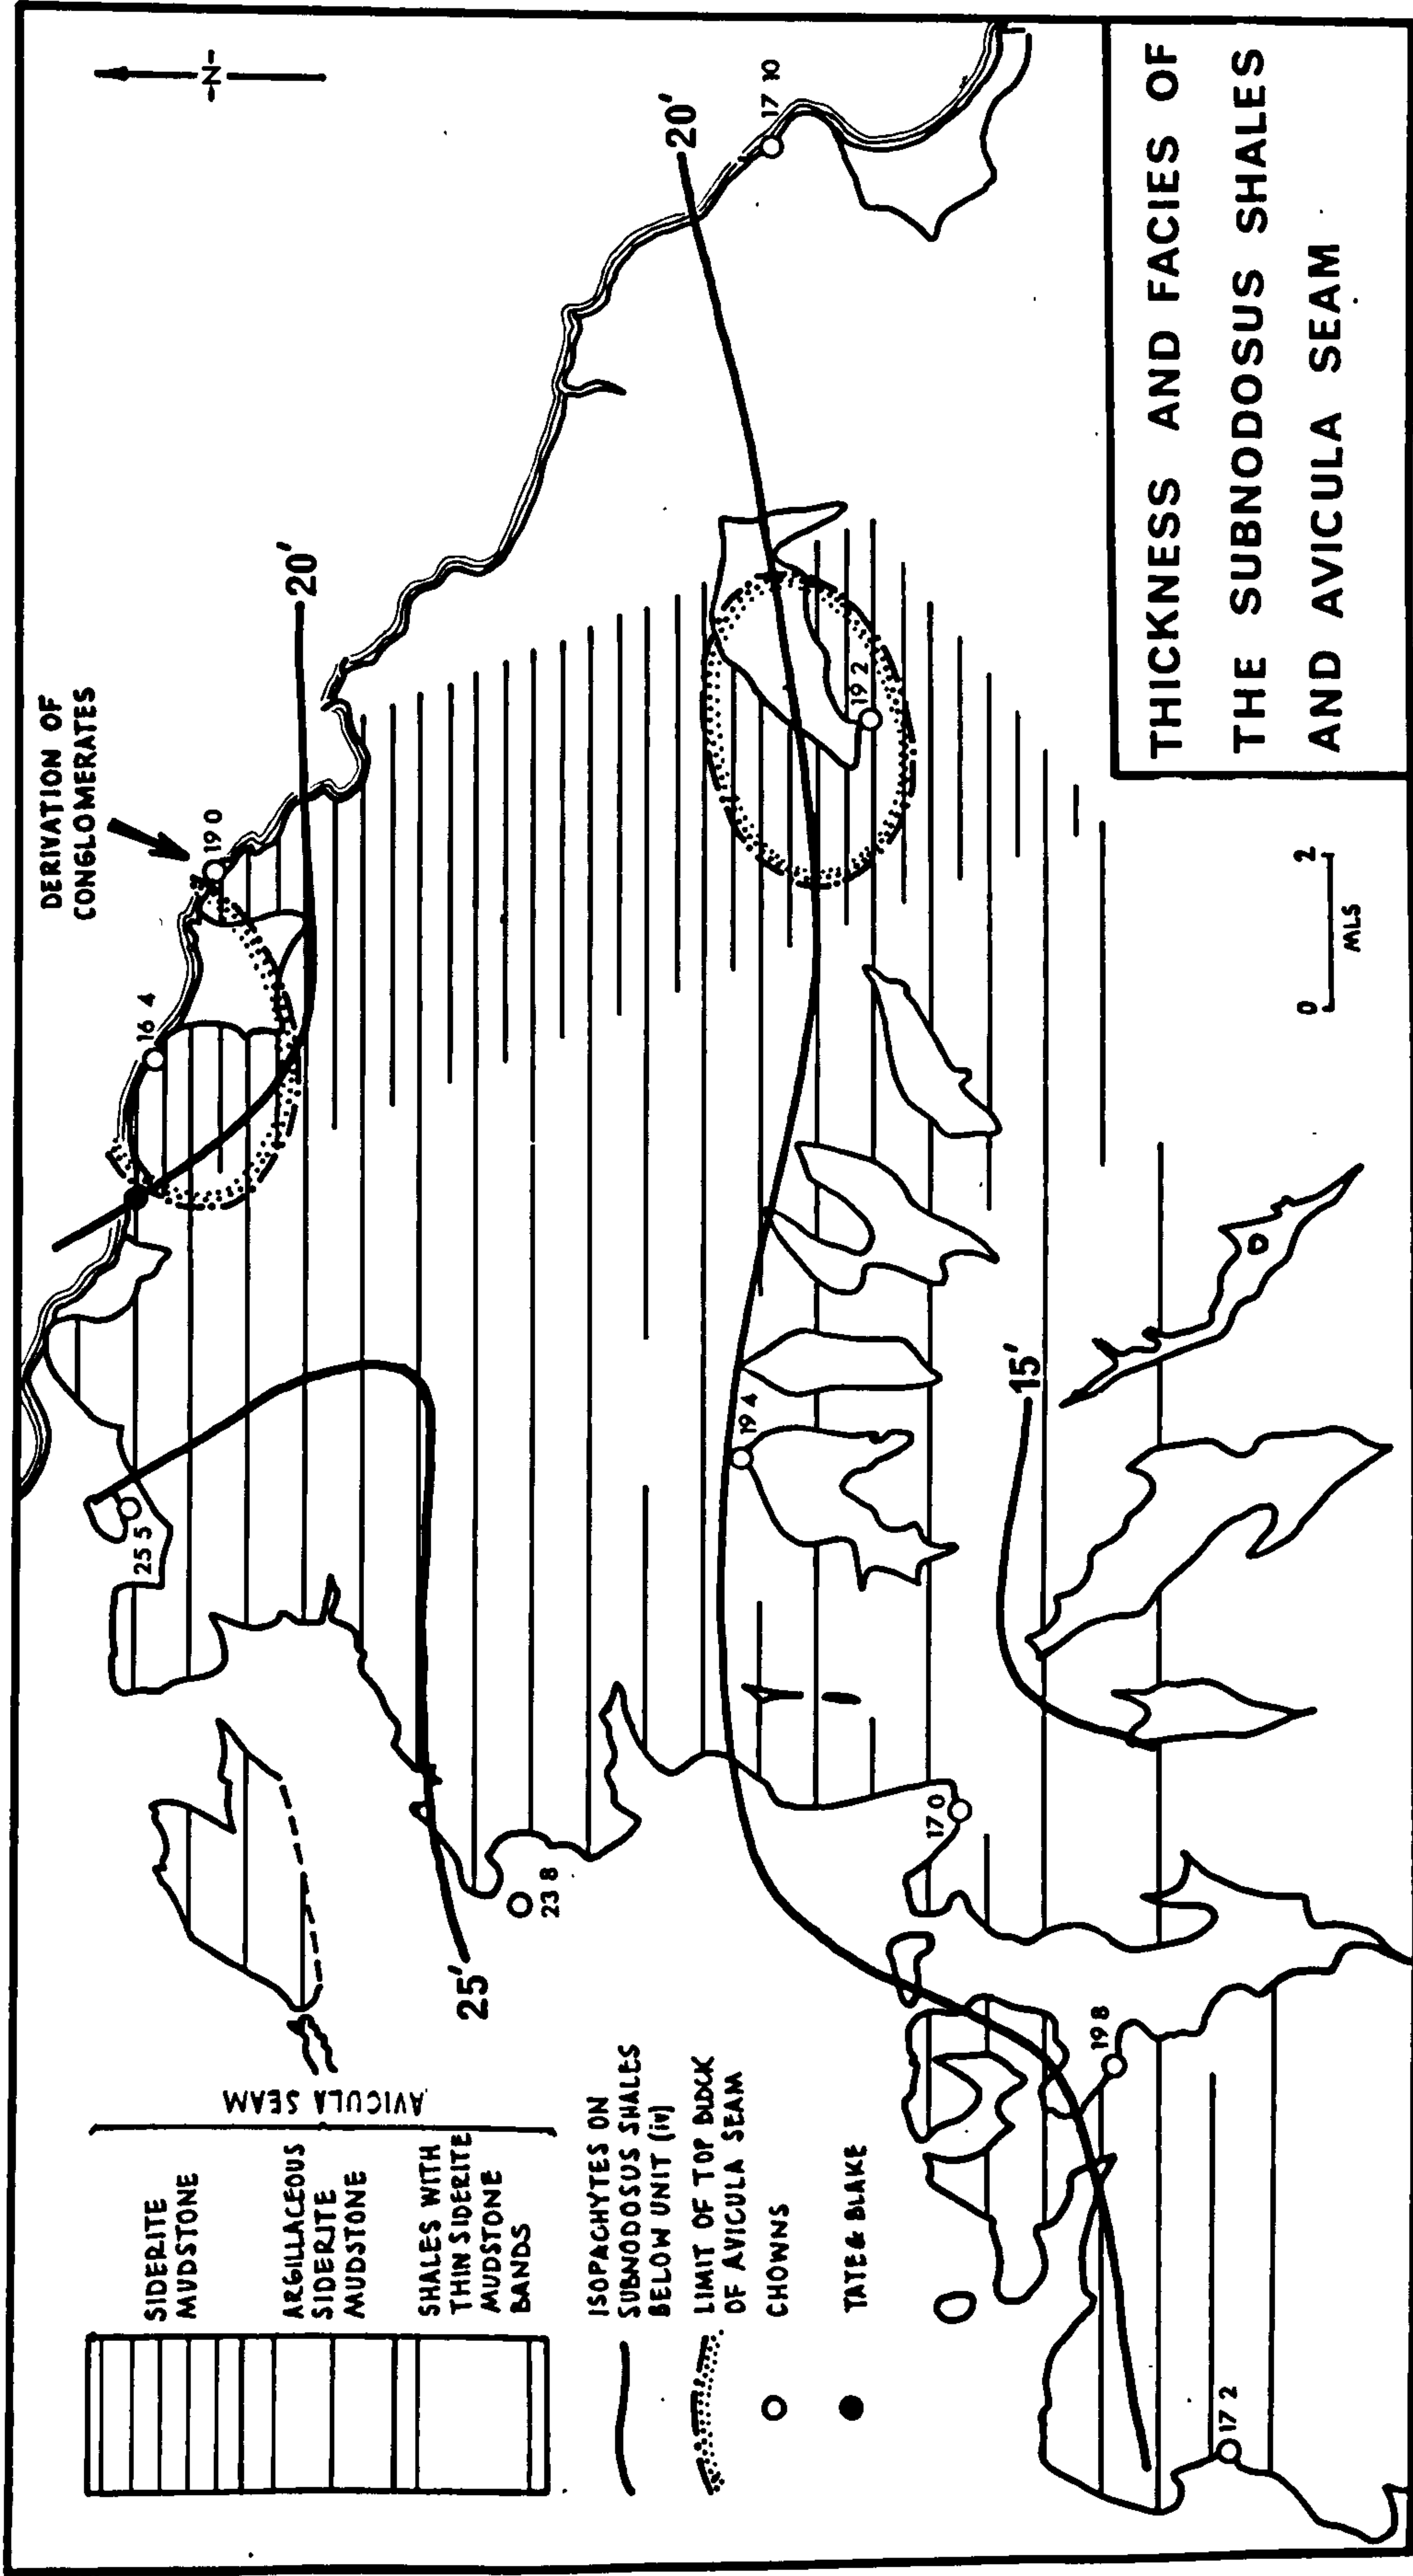 THICKNESS AND FACIES OF
THE SUBNODOSUS SHALES
AND AVICULA SEAM
SIDERITE
MUDSTONE
ARGILLACEOUS
SIDERITE
MUDSTONE
SHALES WITH
THIN SIDERITE
MUDSTONE
BANDS
AVICULA SEAM
ISOPACHYTES ON
SUBNODOSUS SHALES
BELOW UNIT (iv)
LIMIT OF TOP BLOCK
OF AVICULA SEAM
CHOWNS
TATE & BLAKE
DERIVATION OF
CONGLOMERATES
-N-
25 5
16 4
19 0
20'
25'
23 8
20'
17 10
19 4
19 2
17 0
15'
19 8
17 2
0 2
MLS